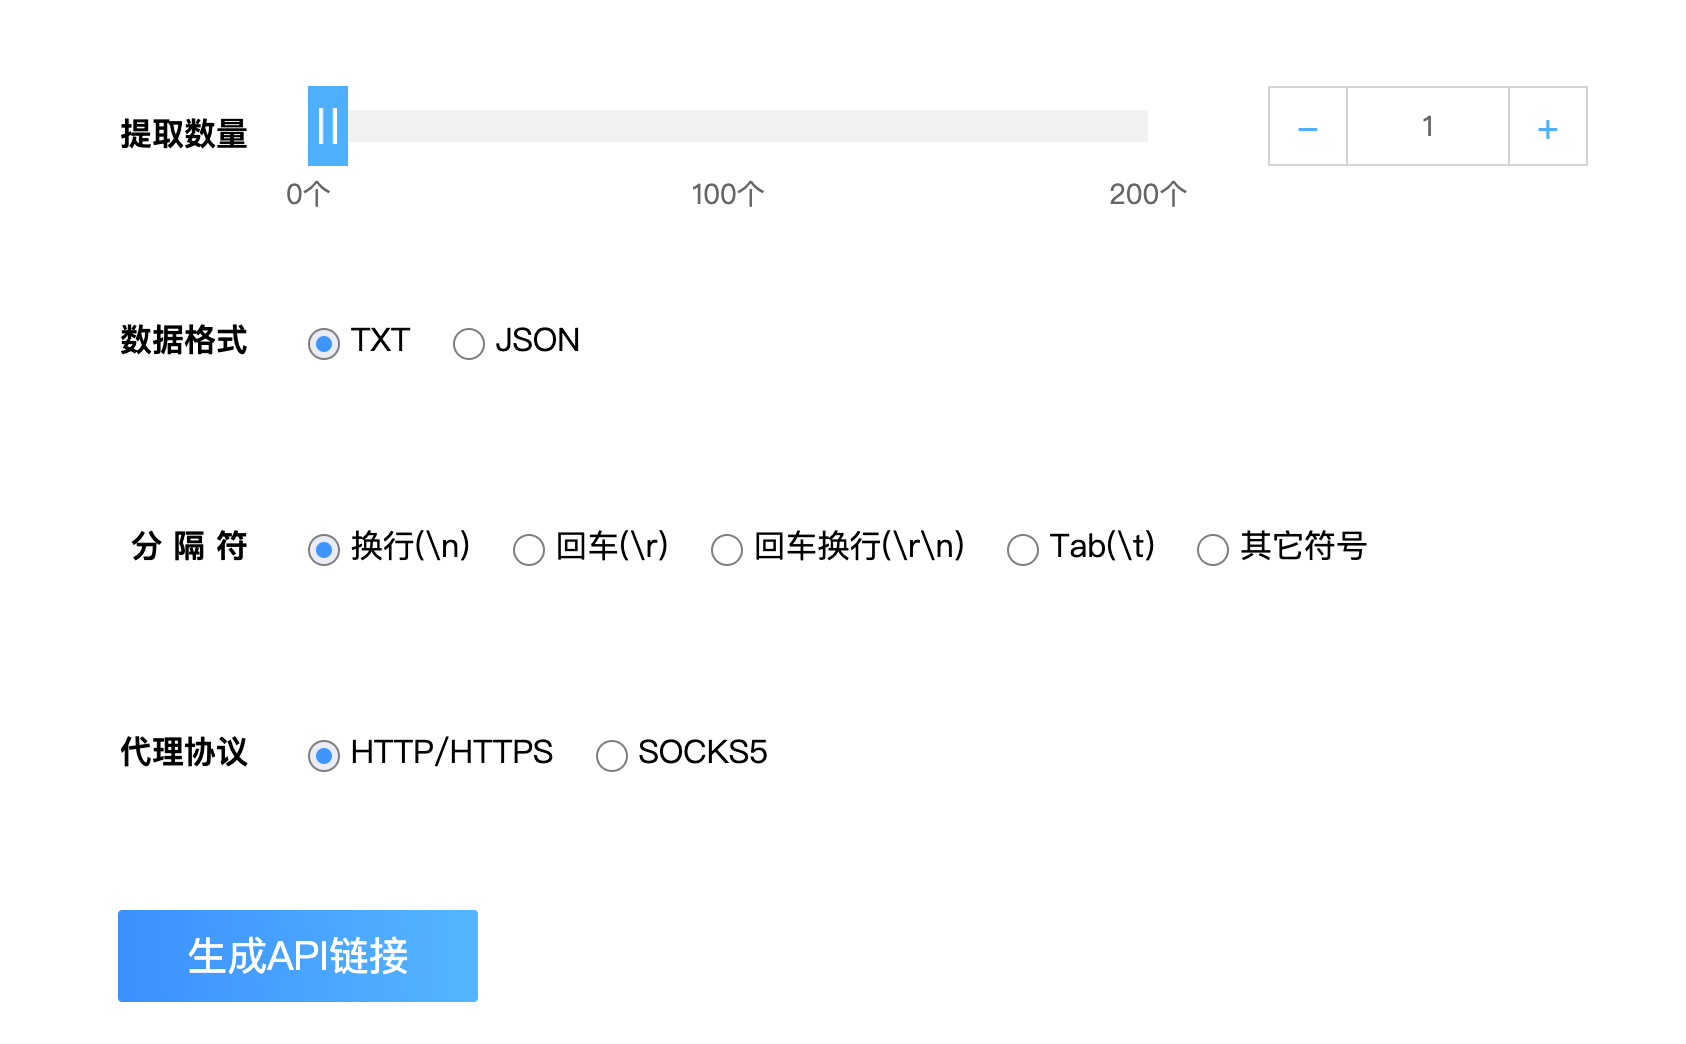 提取数量 − 1 +
0个 100个 200个
数据格式 TXT JSON
分 隔 符 换行(\n) 回车(\r) 回车换行(\r\n) Tab(\t) 其它符号
代理协议 HTTP/HTTPS SOCKS5
生成API链接